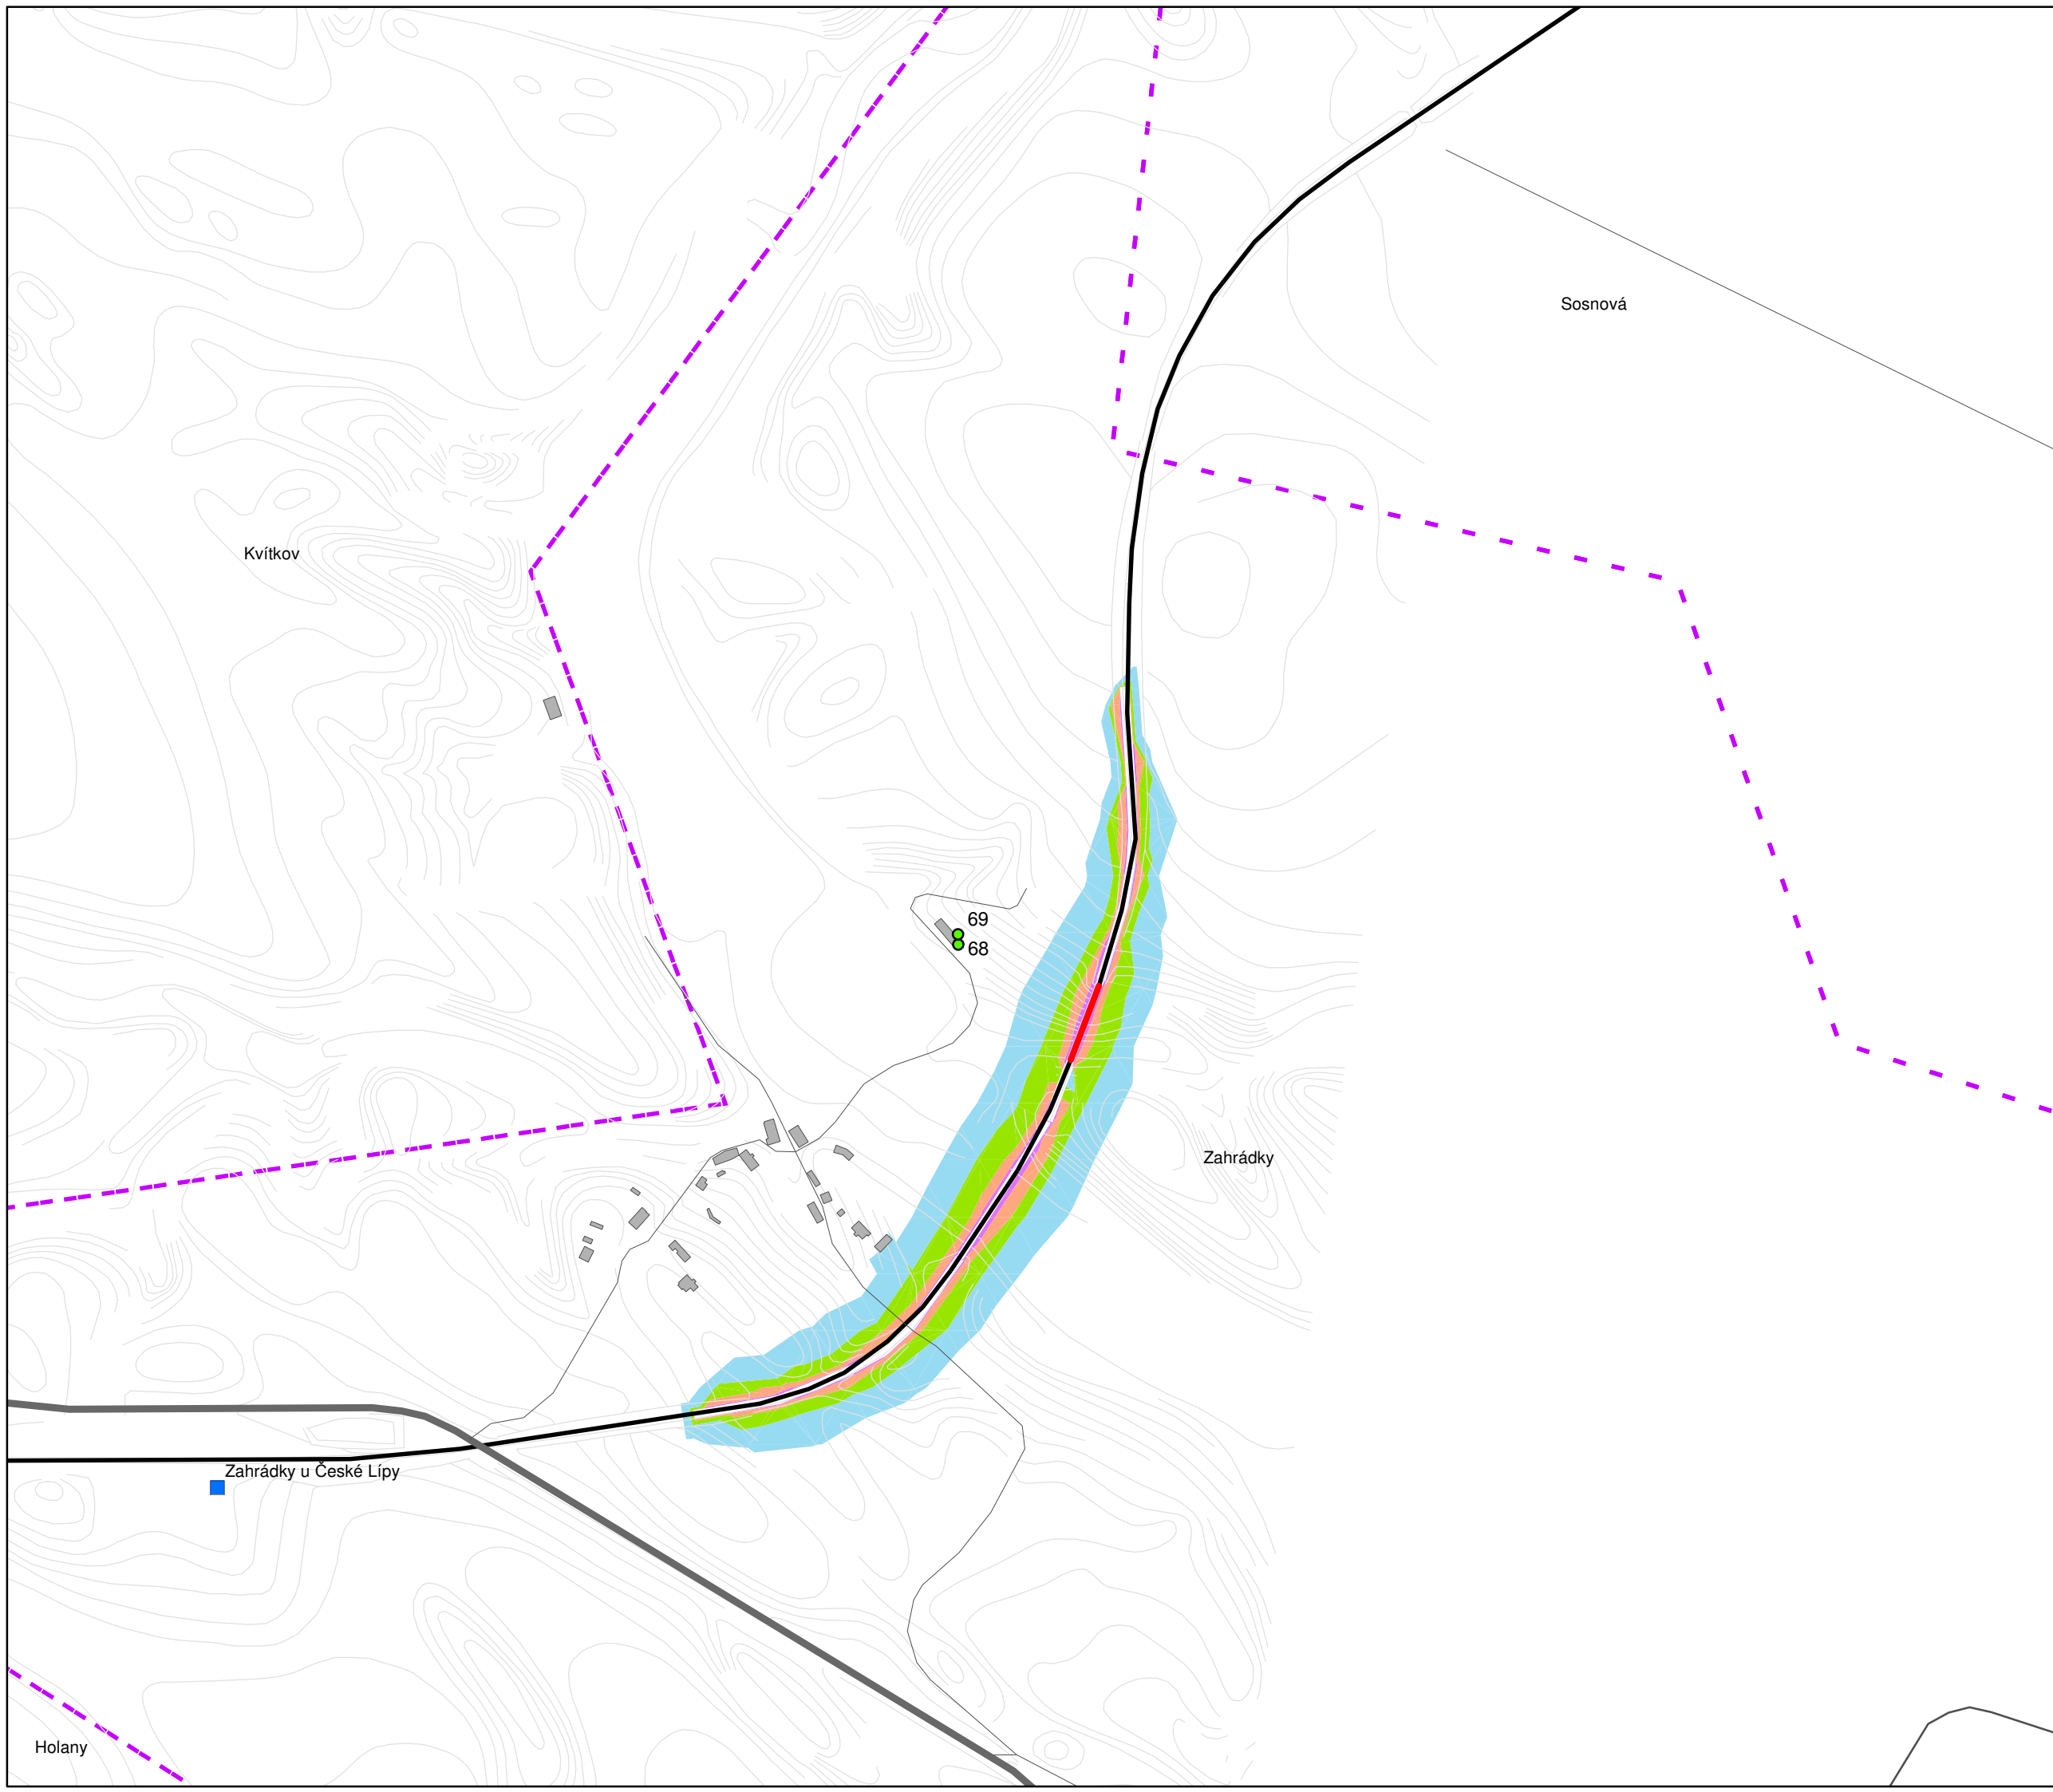 Sosnová
Kvítkov
69
68
Zahrádky
Zahrádky u České Lípy
Holany